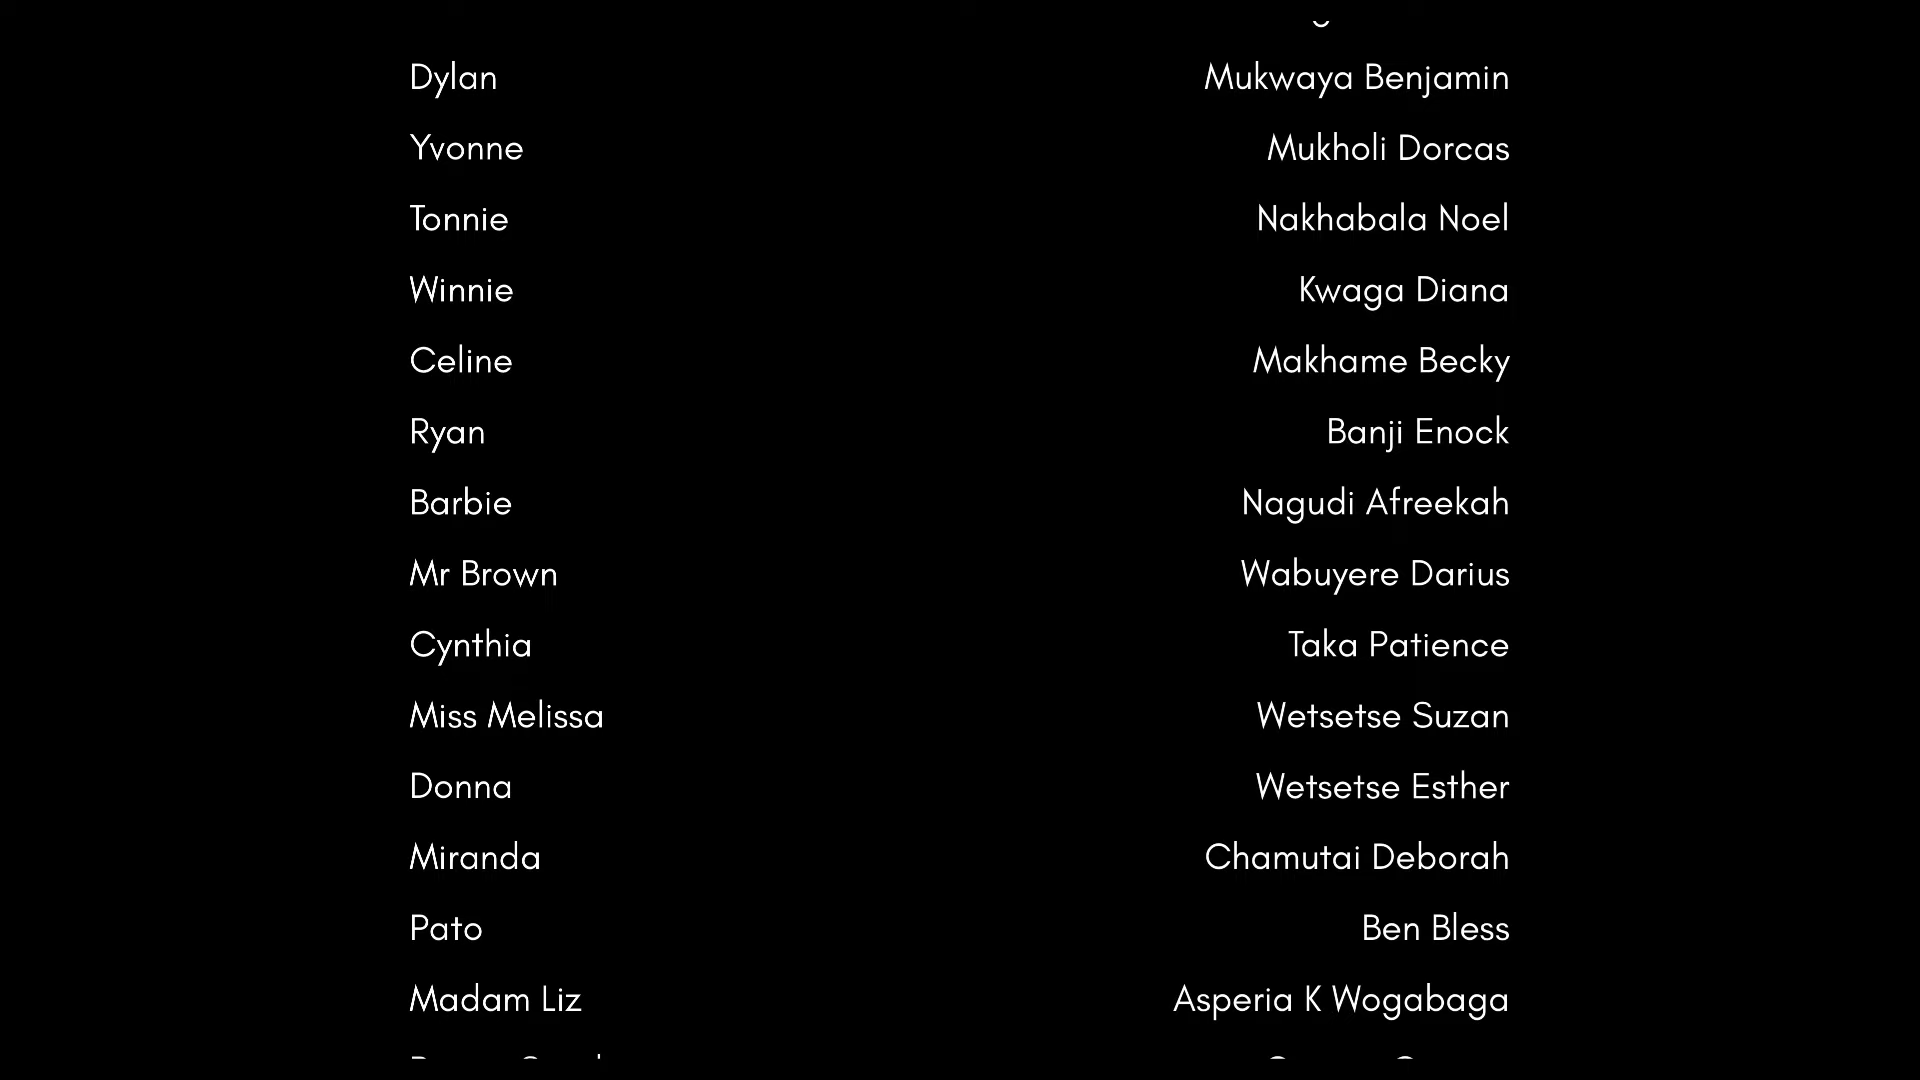 Dylan Mukwaya Benjamin
Yvonne Mukholi Dorcas
Tonnie Nakhabala Noel
Winnie Kwaga Diana
Celine Makhame Becky
Ryan Banji Enock
Barbie Nagudi Afreekah
Mr Brown Wabuyere Darius
Cynthia Taka Patience
Miss Melissa Wetsetse Suzan
Donna Wetsetse Esther
Miranda Chamutai Deborah
Pato Ben Bless
Madam Liz Asperia K Wogabaga